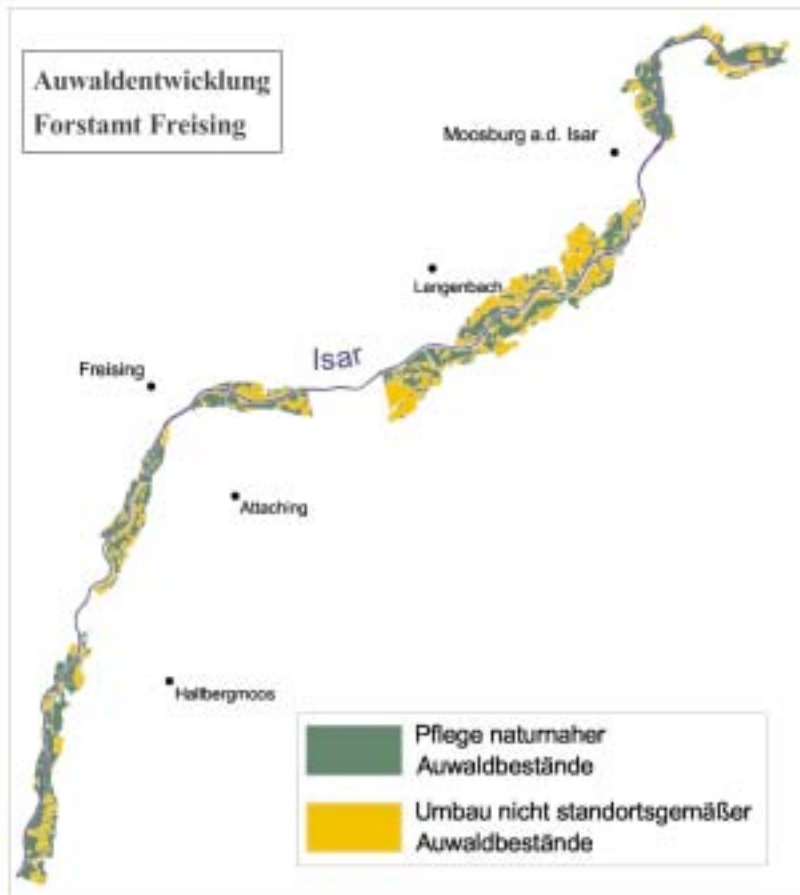 Auwaldentwicklung
Forstamt Freising
Moosburg a.d. Isar
Langenbach
Isar
Freising
Attaching
Hallbergmoos
Pflege naturnaher
Auwaldbestände
Umbau nicht standortsgemäßer
Auwaldbestände